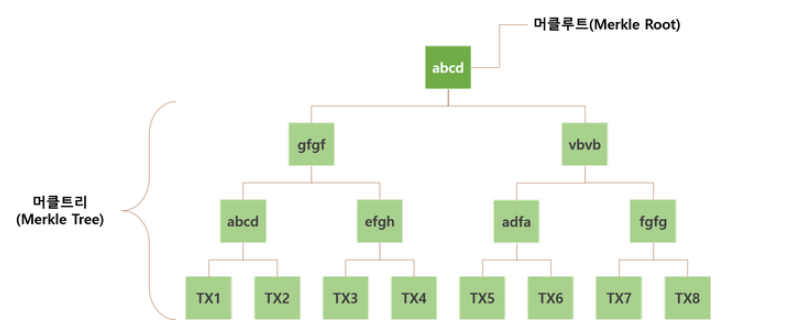 머클루트(Merkle Root)
abcd
gfgf
vbvb
머클트리
(Merkle Tree)
abcd
efgh
adfa
fgfg
TX1
TX2
TX3
TX4
TX5
TX6
TX7
TX8